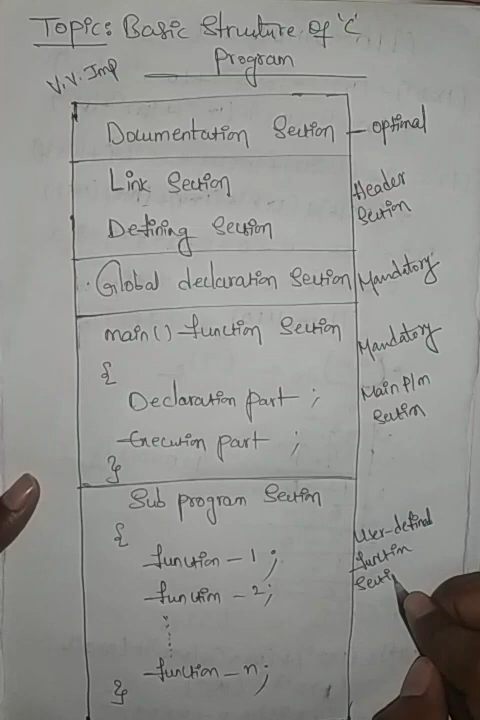 Topic: Basic Structure of 'C'
Program
V.V. Imp
Documentation Section - optimal
Link Section
Header
Section
Defining Section
Global declaration Section
Mandatory
main() function Section
Mandatory
{
Main P/m
Section
Declaration part ;
Execution part ;
}
Sub program Section
{
User-defined
function
Secti
function - 1 ;
function - 2 ;
function - n ;
}